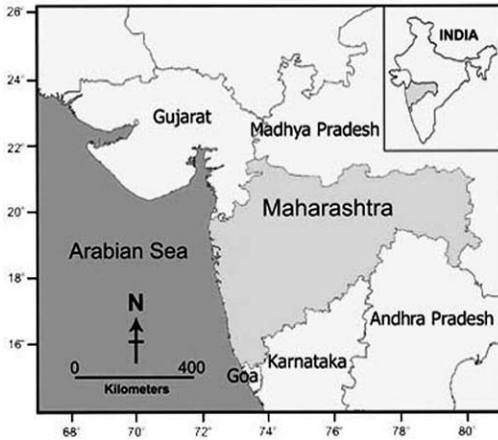 26'
INDIA
24'
Gujarat
Madhya Pradesh
22'
20'
Maharashtra
Arabian Sea
18'
N
Andhra Pradesh
16'
0 400
Kilometers
Goa
Karnataka
68' 70' 72' 74' 76' 78' 80'